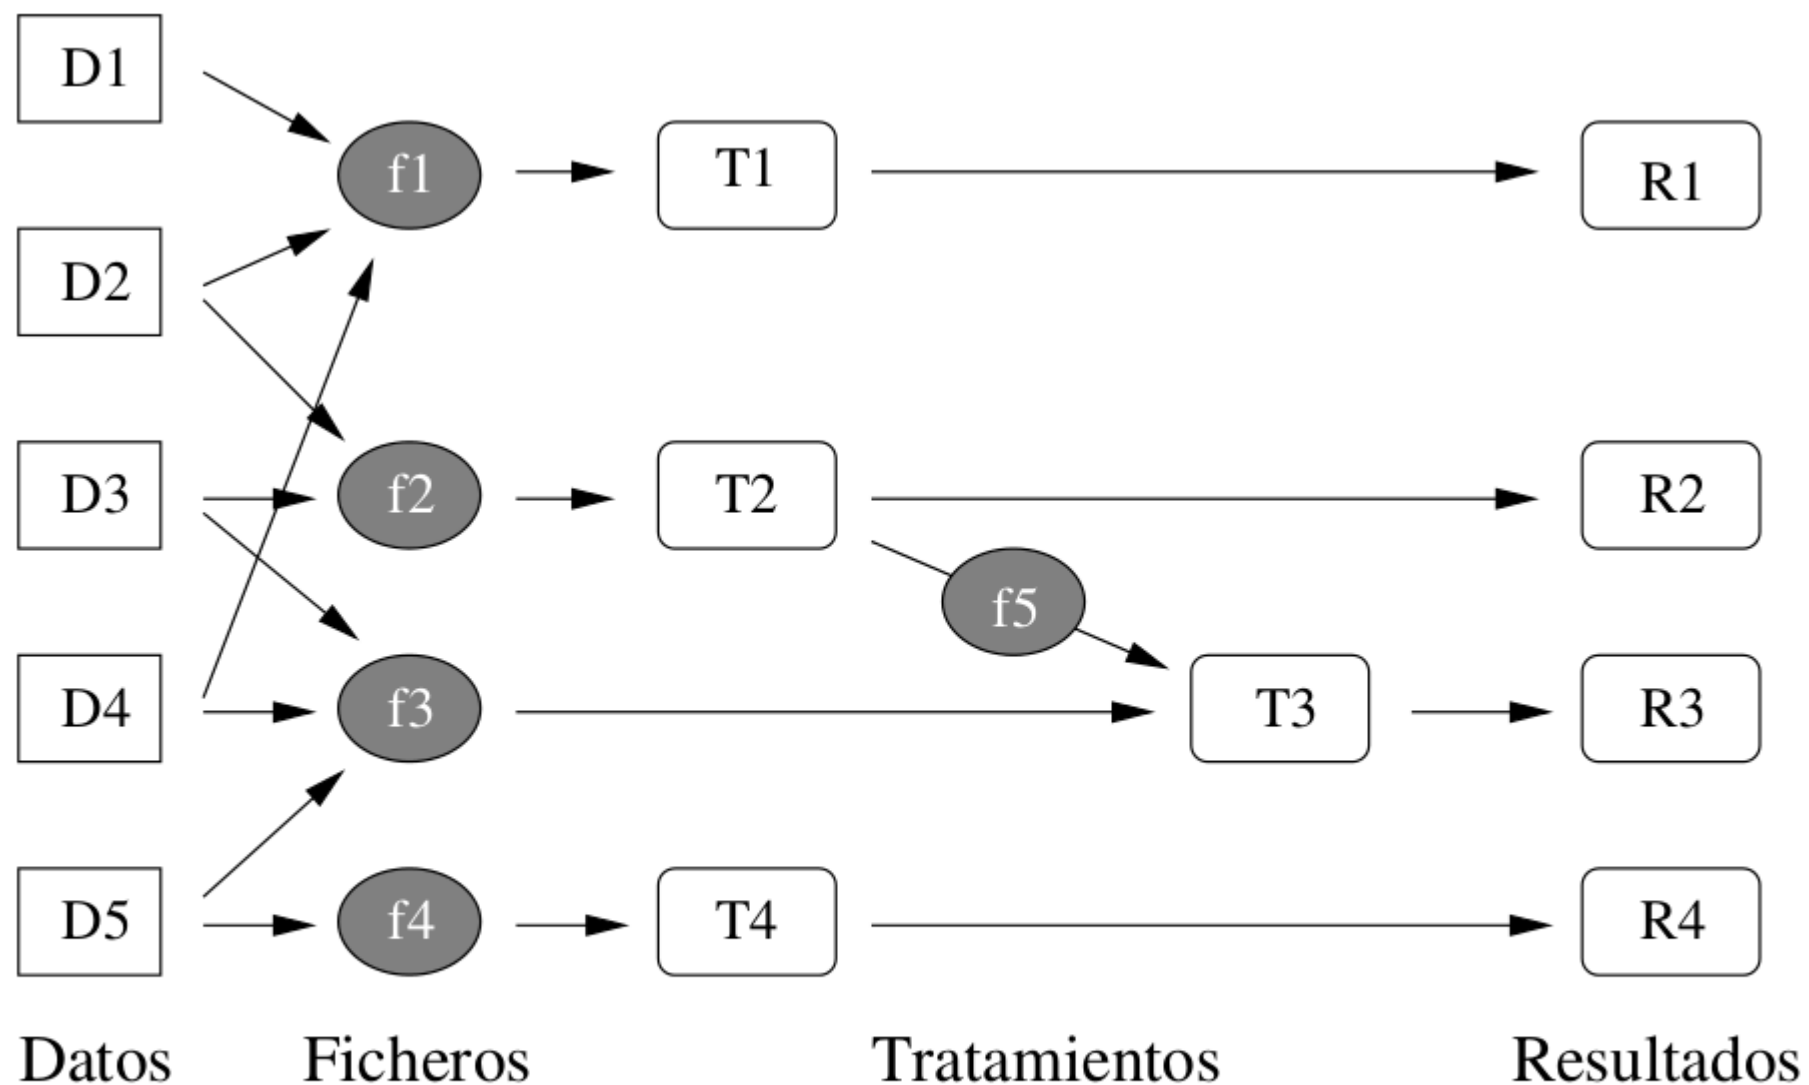 D1
f1
T1
R1
D2
D3
f2
T2
R2
f5
D4
f3
T3
R3
D5
f4
T4
R4
Datos
Ficheros
Tratamientos
Resultados